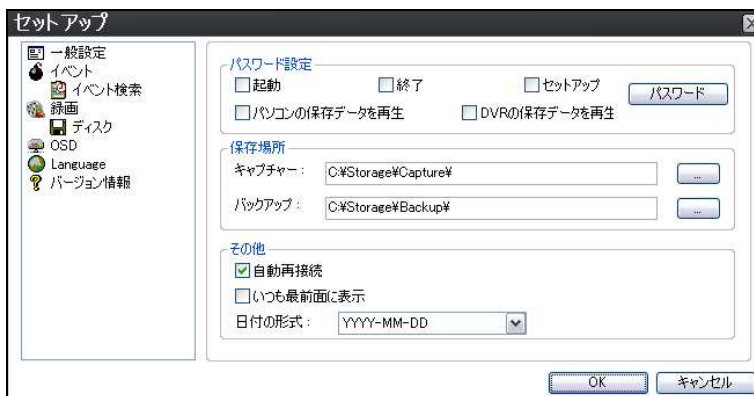 セットアップ
一般設定
イベント
イベント検索
録画
ディスク
OSD
Language
バージョン情報
パスワード設定
起動 終了 セットアップ パスワード
パソコンの保存データを再生 DVRの保存データを再生
保存場所
キャプチャー： C:¥Storage¥Capture¥ ...
バックアップ： C:¥Storage¥Backup¥ ...
その他
自動再接続
いつも最前面に表示
日付の形式： YYYY-MM-DD
OK キャンセル